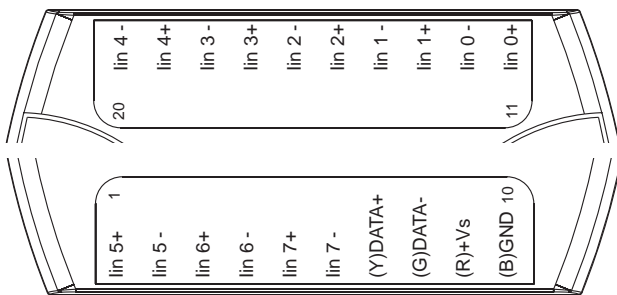 Iin 4 -
Iin 4+
Iin 3 -
Iin 3+
Iin 2 -
Iin 2+
Iin 1 -
Iin 1+
Iin 0 -
Iin 0+
20
11
1
10
Iin 5+
Iin 5 -
Iin 6+
Iin 6 -
Iin 7+
Iin 7 -
(Y)DATA+
(G)DATA-
(R)+Vs
(B)GND